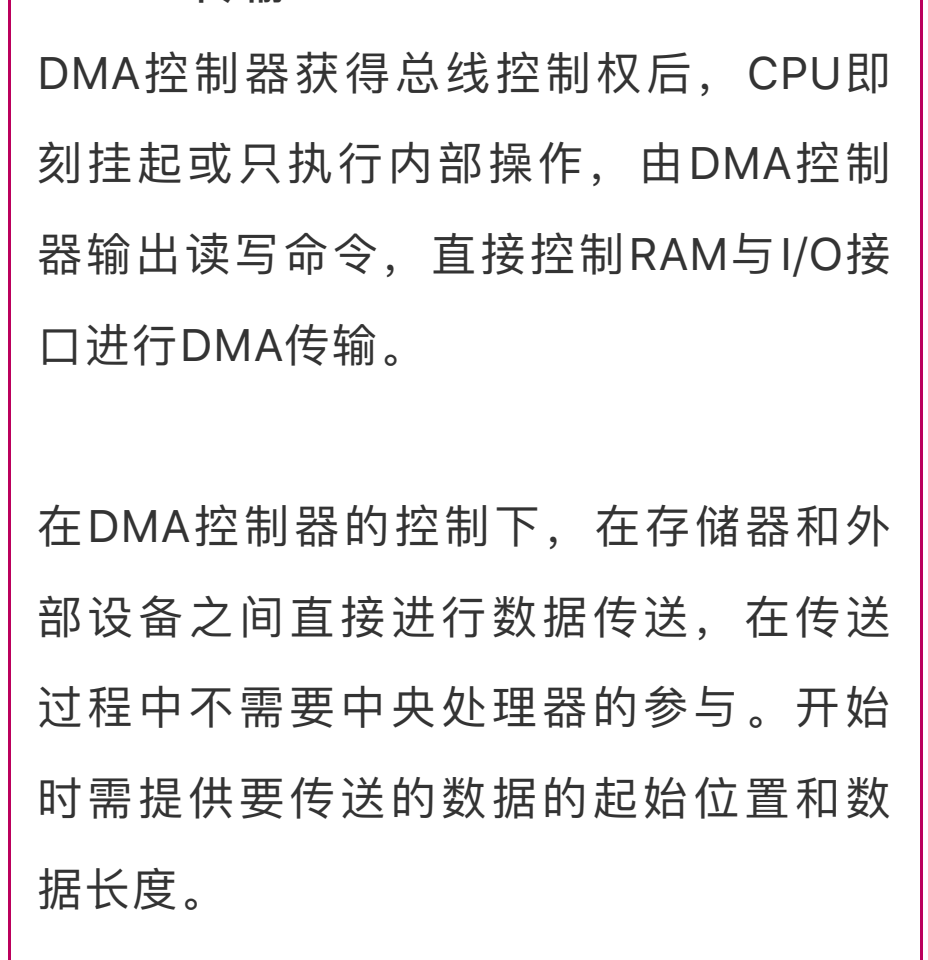 DMA控制器获得总线控制权后，CPU即
刻挂起或只执行内部操作，由DMA控制
器输出读写命令，直接控制RAM与I/O接
口进行DMA传输。
在DMA控制器的控制下，在存储器和外
部设备之间直接进行数据传送，在传送
过程中不需要中央处理器的参与。开始
时需提供要传送的数据的起始位置和数
据长度。